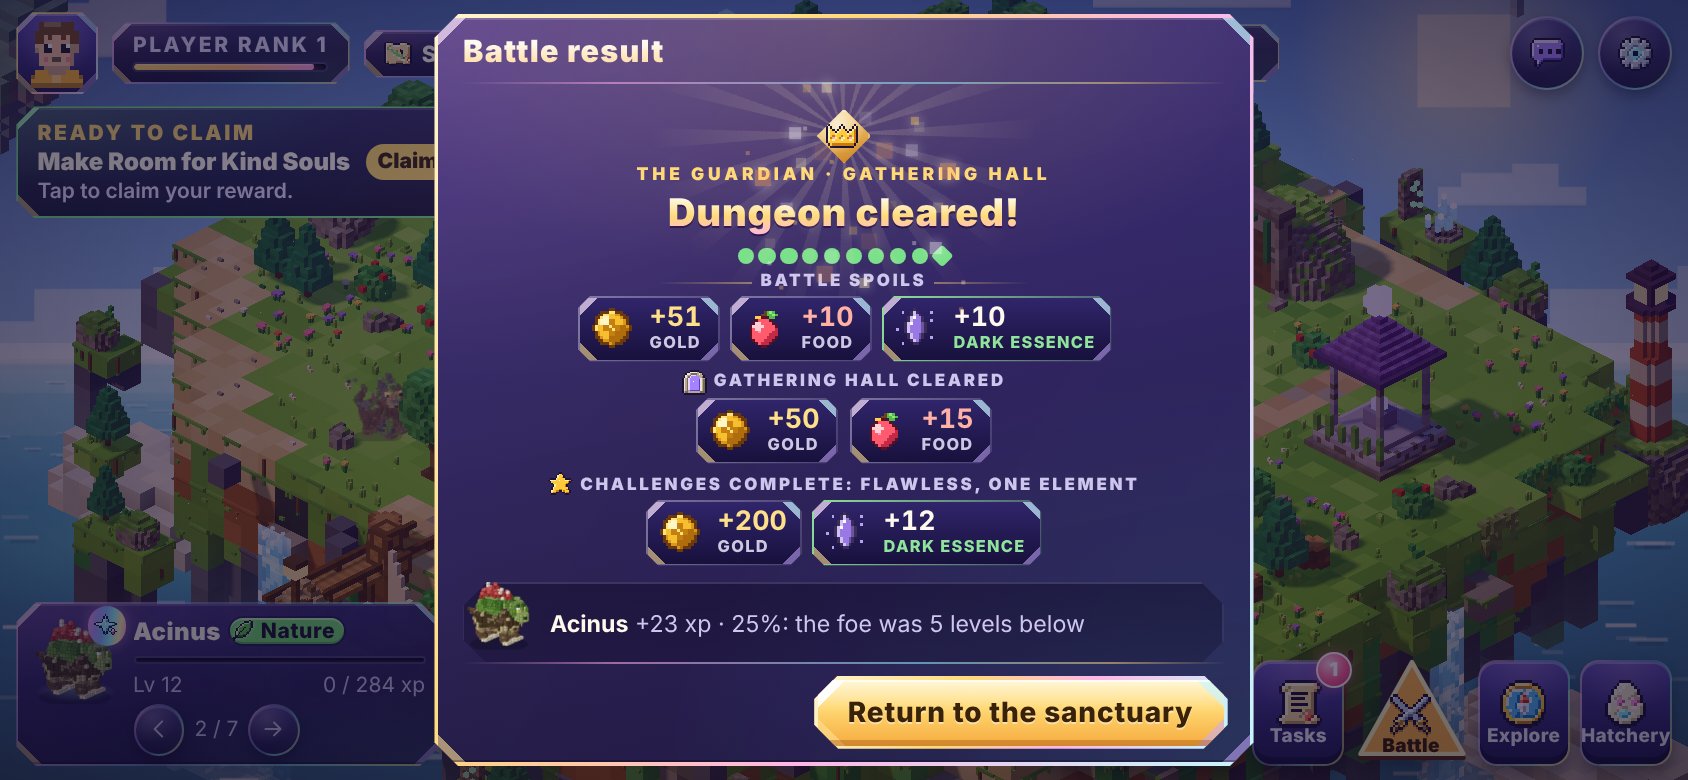 PLAYER RANK 1
S
READY TO CLAIM
Make Room for Kind Souls
Claim
Tap to claim your reward.
Battle result
THE GUARDIAN · GATHERING HALL
Dungeon cleared!
BATTLE SPOILS
+51
GOLD
+10
FOOD
+10
DARK ESSENCE
GATHERING HALL CLEARED
+50
GOLD
+15
FOOD
CHALLENGES COMPLETE: FLAWLESS, ONE ELEMENT
+200
GOLD
+12
DARK ESSENCE
Acinus +23 xp · 25%: the foe was 5 levels below
Return to the sanctuary
Acinus
Nature
Lv 12
0 / 284 xp
2 / 7
1
Tasks
Battle
Explore
Hatchery